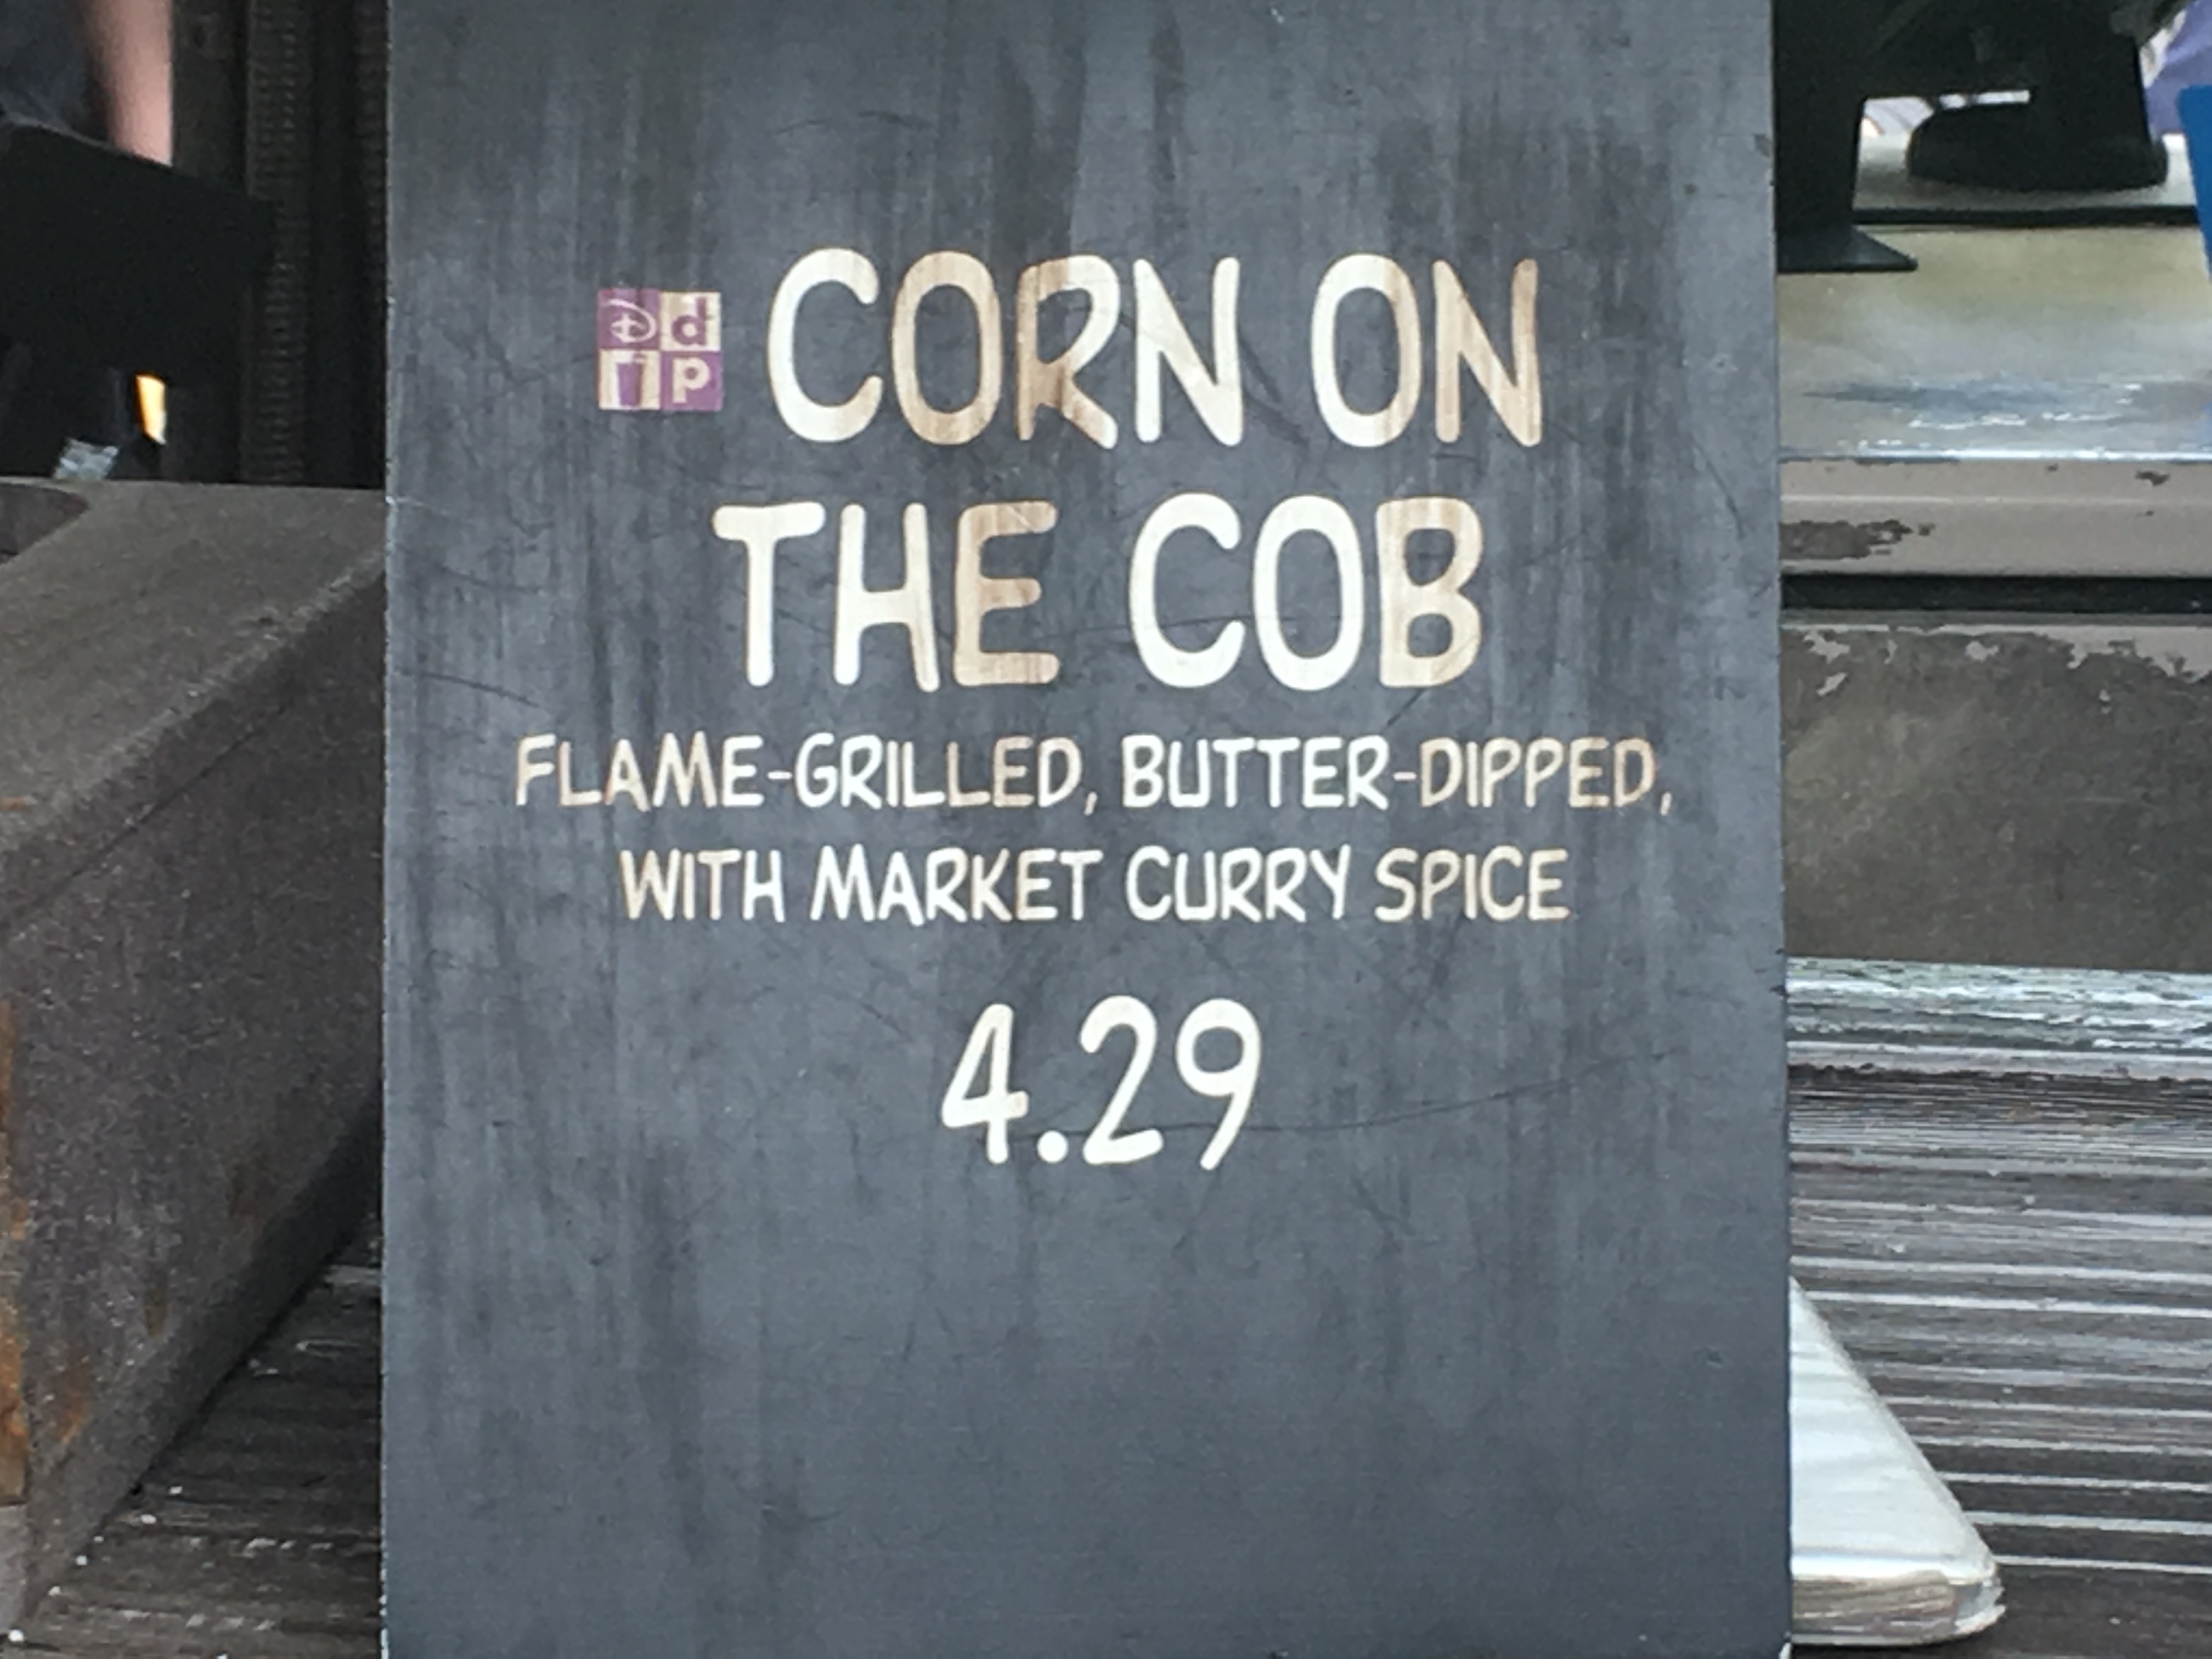 D d
p
CORN ON
THE COB
FLAME-GRILLED, BUTTER-DIPPED,
WITH MARKET CURRY SPICE
4.29